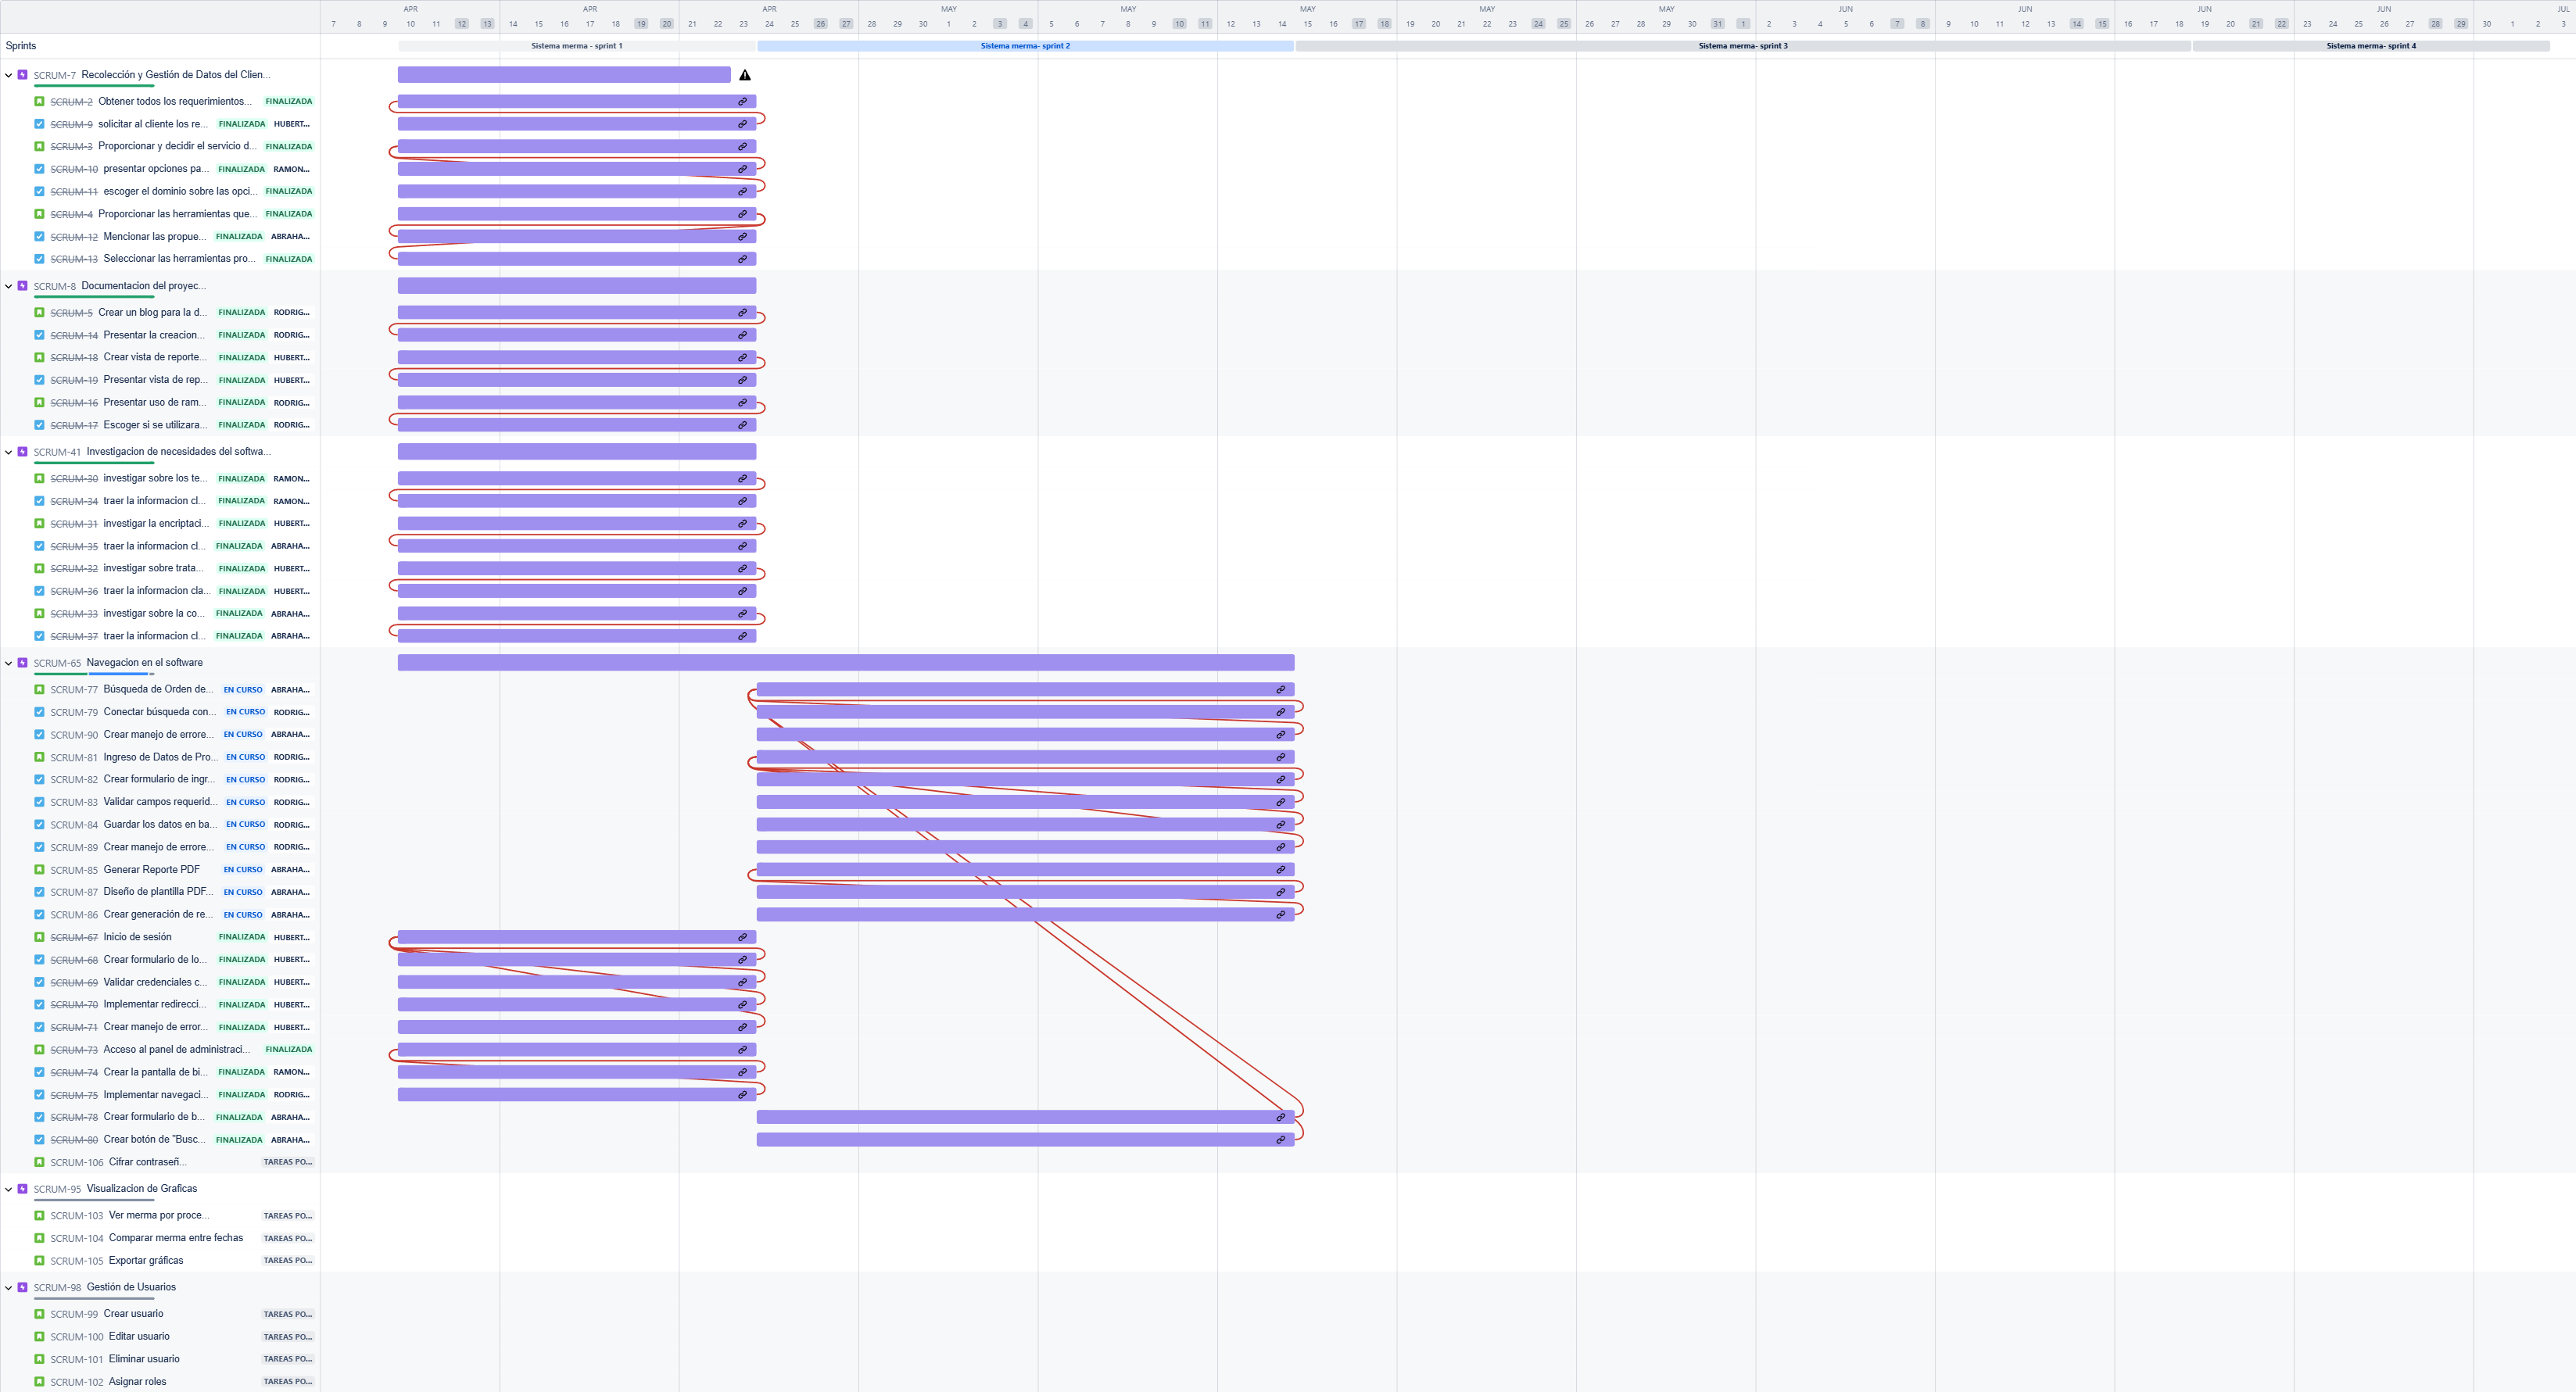 APR APR APR MAY MAY MAY MAY MAY JUN JUN JUN JUN JUL
7 8 9 10 11 12 13 14 15 16 17 18 19 20 21 22 23 24 25 26 27 28 29 30 1 2 3 4 5 6 7 8 9 10 11 12 13 14 15 16 17 18 19 20 21 22 23 24 25 26 27 28 29 30 31 1 2 3 4 5 6 7 8 9 10 11 12 13 14 15 16 17 18 19 20 21 22 23 24 25 26 27 28 29 30 1 2 3
Sprints Sistema merma - sprint 1 Sistema merma- sprint 2 Sistema merma- sprint 3 Sistema merma- sprint 4
SCRUM-7 Recolección y Gestión de Datos del Clien...
SCRUM-2 Obtener todos los requerimientos... FINALIZADA
SCRUM-9 solicitar al cliente los re... FINALIZADA HUBERT...
SCRUM-3 Proporcionar y decidir el servicio d... FINALIZADA
SCRUM-10 presentar opciones pa... FINALIZADA RAMON...
SCRUM-11 escoger el dominio sobre las opci... FINALIZADA
SCRUM-4 Proporcionar las herramientas que... FINALIZADA
SCRUM-12 Mencionar las propue... FINALIZADA ABRAHA...
SCRUM-13 Seleccionar las herramientas pro... FINALIZADA
SCRUM-8 Documentacion del proyec...
SCRUM-5 Crear un blog para la d... FINALIZADA RODRIG...
SCRUM-14 Presentar la creacion... FINALIZADA RODRIG...
SCRUM-18 Crear vista de reporte... FINALIZADA HUBERT...
SCRUM-19 Presentar vista de rep... FINALIZADA HUBERT...
SCRUM-16 Presentar uso de ram... FINALIZADA RODRIG...
SCRUM-17 Escoger si se utilizara... FINALIZADA RODRIG...
SCRUM-41 Investigacion de necesidades del softwa...
SCRUM-30 investigar sobre los te... FINALIZADA RAMON...
SCRUM-34 traer la informacion cl... FINALIZADA RAMON...
SCRUM-31 investigar la encriptaci... FINALIZADA HUBERT...
SCRUM-35 traer la informacion cl... FINALIZADA ABRAHA...
SCRUM-32 investigar sobre trata... FINALIZADA HUBERT...
SCRUM-36 traer la informacion cla... FINALIZADA HUBERT...
SCRUM-33 investigar sobre la co... FINALIZADA ABRAHA...
SCRUM-37 traer la informacion cl... FINALIZADA ABRAHA...
SCRUM-65 Navegacion en el software
SCRUM-77 Búsqueda de Orden de... EN CURSO ABRAHA...
SCRUM-79 Conectar búsqueda con... EN CURSO RODRIG...
SCRUM-90 Crear manejo de errore... EN CURSO ABRAHA...
SCRUM-81 Ingreso de Datos de Pro... EN CURSO RODRIG...
SCRUM-82 Crear formulario de ingr... EN CURSO RODRIG...
SCRUM-83 Validar campos requerid... EN CURSO RODRIG...
SCRUM-84 Guardar los datos en ba... EN CURSO RODRIG...
SCRUM-89 Crear manejo de errore... EN CURSO RODRIG...
SCRUM-85 Generar Reporte PDF EN CURSO ABRAHA...
SCRUM-87 Diseño de plantilla PDF... EN CURSO ABRAHA...
SCRUM-86 Crear generación de re... EN CURSO ABRAHA...
SCRUM-67 Inicio de sesión FINALIZADA HUBERT...
SCRUM-68 Crear formulario de lo... FINALIZADA HUBERT...
SCRUM-69 Validar credenciales c... FINALIZADA HUBERT...
SCRUM-70 Implementar redirecci... FINALIZADA HUBERT...
SCRUM-71 Crear manejo de error... FINALIZADA HUBERT...
SCRUM-73 Acceso al panel de administraci... FINALIZADA
SCRUM-74 Crear la pantalla de bi... FINALIZADA RAMON...
SCRUM-75 Implementar navegaci... FINALIZADA RODRIG...
SCRUM-78 Crear formulario de b... FINALIZADA ABRAHA...
SCRUM-80 Crear botón de "Busc... FINALIZADA ABRAHA...
SCRUM-106 Cifrar contraseñ... TAREAS PO...
SCRUM-95 Visualizacion de Graficas
SCRUM-103 Ver merma por proce... TAREAS PO...
SCRUM-104 Comparar merma entre fechas TAREAS PO...
SCRUM-105 Exportar gráficas TAREAS PO...
SCRUM-98 Gestión de Usuarios
SCRUM-99 Crear usuario TAREAS PO...
SCRUM-100 Editar usuario TAREAS PO...
SCRUM-101 Eliminar usuario TAREAS PO...
SCRUM-102 Asignar roles TAREAS PO...